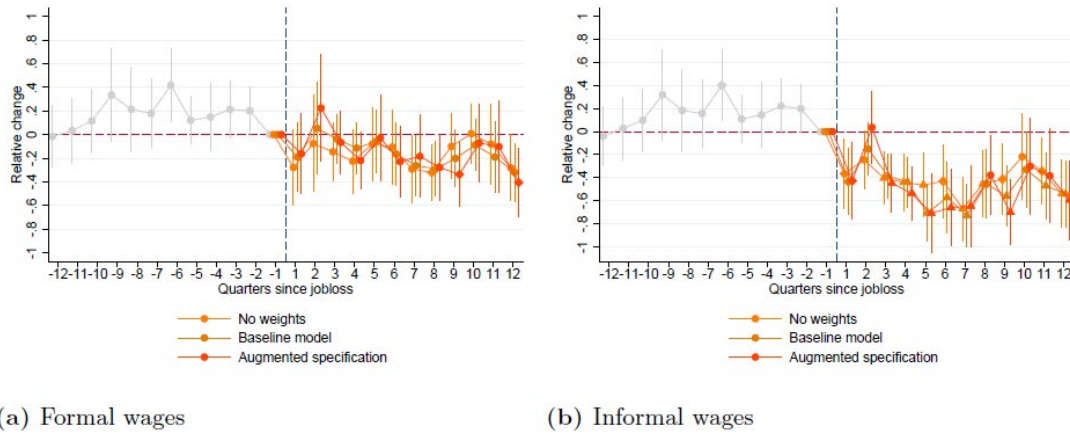 1
.8
.6
.4
.2
0
-.2
-.4
-.6
-.8
-1
Relative change
-12 -11 -10 -9 -8 -7 -6 -5 -4 -3 -2 -1 1 2 3 4 5 6 7 8 9 10 11 12
Quarters since jobloss
No weights
Baseline model
Augmented specification
(a) Formal wages
1
.8
.6
.4
.2
0
-.2
-.4
-.6
-.8
-1
Relative change
-12 -11 -10 -9 -8 -7 -6 -5 -4 -3 -2 -1 1 2 3 4 5 6 7 8 9 10 11 12
Quarters since jobloss
No weights
Baseline model
Augmented specification
(b) Informal wages